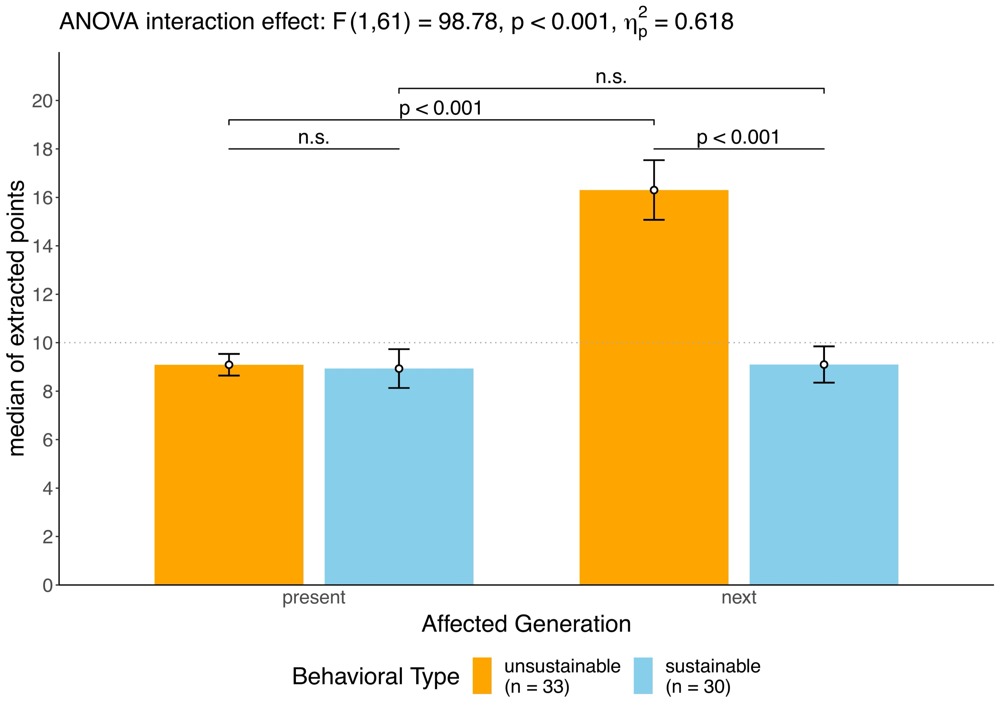 ANOVA interaction effect: F(1,61) = 98.78, p < 0.001, η²ₚ = 0.618
n.s.
p < 0.001
n.s.
p < 0.001
median of extracted points
20
18
16
14
12
10
8
6
4
2
0
present
next
Affected Generation
Behavioral Type
unsustainable
(n = 33)
sustainable
(n = 30)